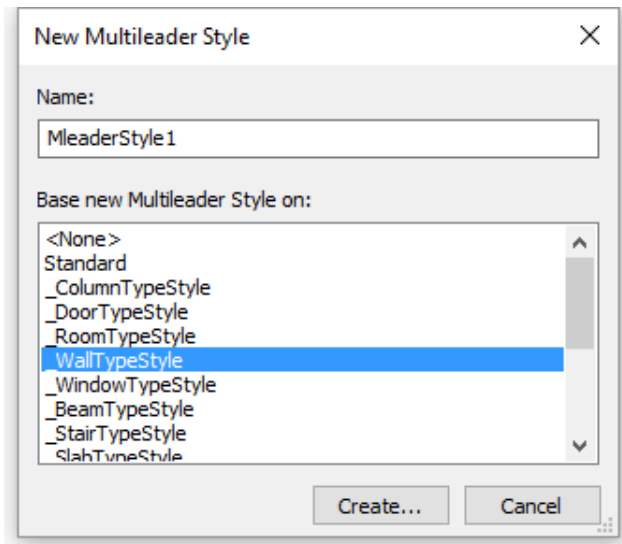 New Multileader Style
Name:
MleaderStyle1
Base new Multileader Style on:
<None>
Standard
_ColumnTypeStyle
_DoorTypeStyle
_RoomTypeStyle
_WallTypeStyle
_WindowTypeStyle
_BeamTypeStyle
_StairTypeStyle
_SlabTypeStyle
Create...
Cancel